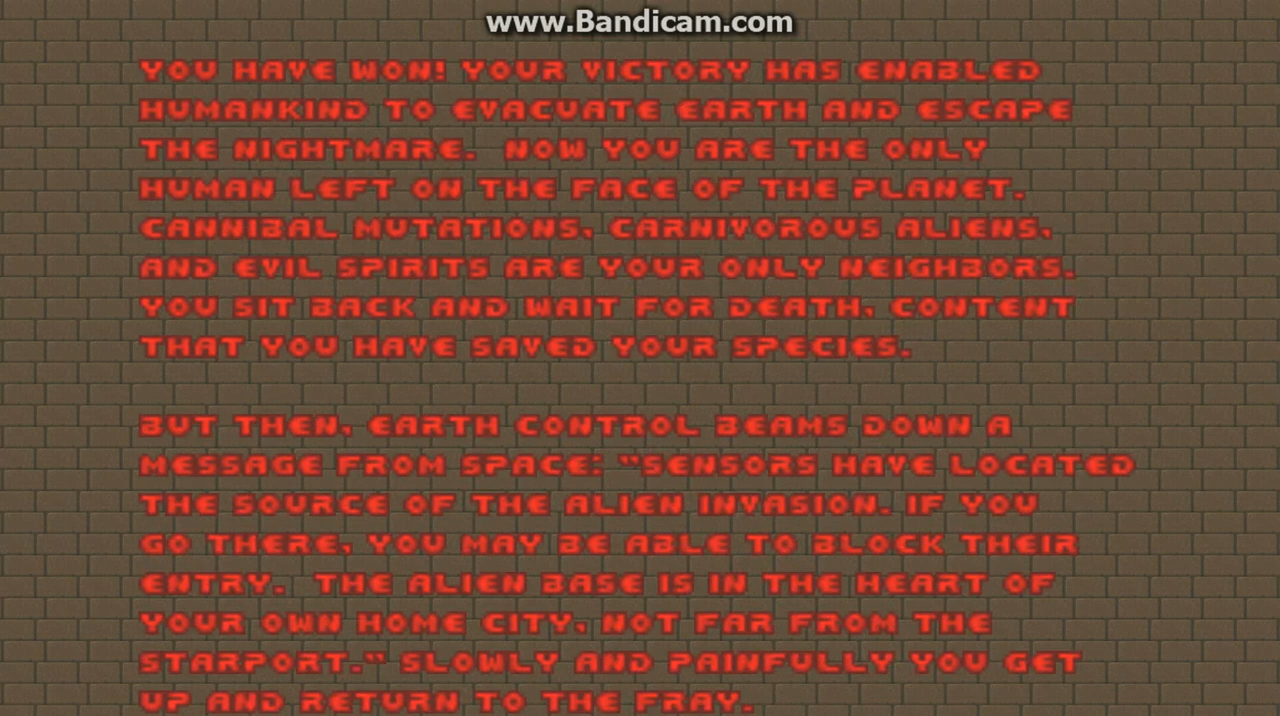 www.Bandicam.com
YOU HAVE WON! YOUR VICTORY HAS ENABLED
HUMANKIND TO EVACUATE EARTH AND ESCAPE
THE NIGHTMARE.  NOW YOU ARE THE ONLY
HUMAN LEFT ON THE FACE OF THE PLANET.
CANNIBAL MUTATIONS, CARNIVOROUS ALIENS,
AND EVIL SPIRITS ARE YOUR ONLY NEIGHBORS.
YOU SIT BACK AND WAIT FOR DEATH, CONTENT
THAT YOU HAVE SAVED YOUR SPECIES.
BUT THEN, EARTH CONTROL BEAMS DOWN A
MESSAGE FROM SPACE: "SENSORS HAVE LOCATED
THE SOURCE OF THE ALIEN INVASION. IF YOU
GO THERE, YOU MAY BE ABLE TO BLOCK THEIR
ENTRY.  THE ALIEN BASE IS IN THE HEART OF
YOUR OWN HOME CITY, NOT FAR FROM THE
STARPORT." SLOWLY AND PAINFULLY YOU GET
UP AND RETURN TO THE FRAY.